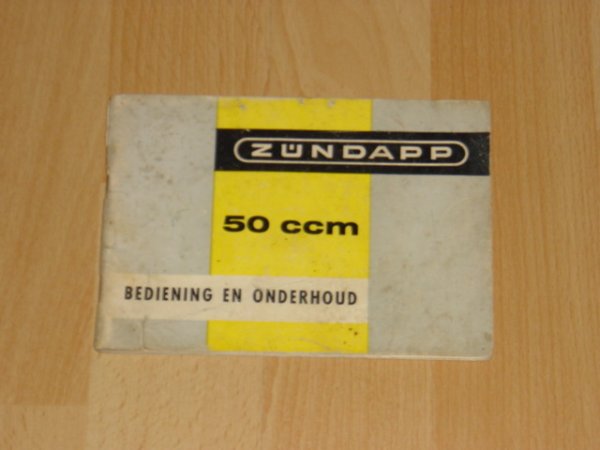 ZÜNDAPP
50 ccm
BEDIENING EN ONDERHOUD